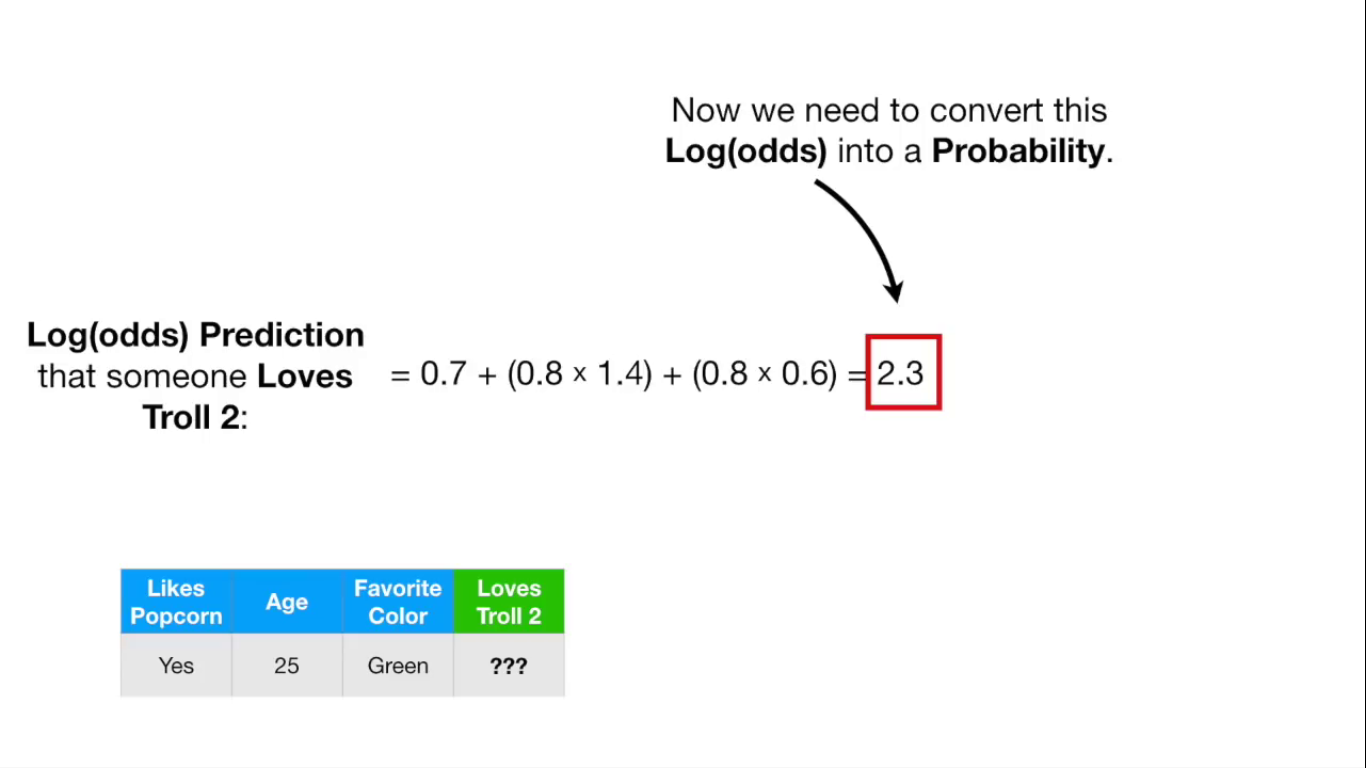 Now we need to convert this
Log(odds) into a Probability.
Log(odds) Prediction
that someone Loves
Troll 2:
= 0.7 + (0.8 × 1.4) + (0.8 × 0.6) = 2.3
Likes Popcorn Age Favorite Color Loves Troll 2
Yes 25 Green ???